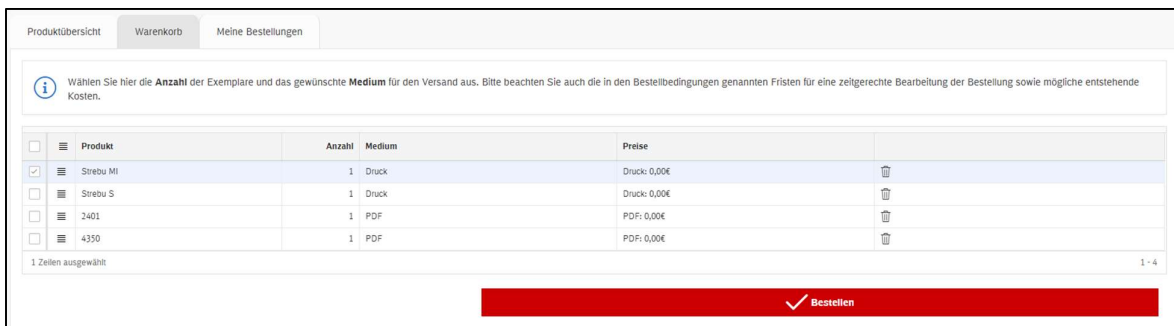 Produktübersicht Warenkorb Meine Bestellungen
Wählen Sie hier die Anzahl der Exemplare und das gewünschte Medium für den Versand aus. Bitte beachten Sie auch die in den Bestellbedingungen genannten Fristen für eine zeitgerechte Bearbeitung der Bestellung sowie mögliche entstehende
Kosten.
Produkt Anzahl Medium Preise
Strebu MI 1 Druck Druck: 0,00€
Strebu S 1 Druck Druck: 0,00€
2401 1 PDF PDF: 0,00€
4350 1 PDF PDF: 0,00€
1 Zeilen ausgewählt 1 - 4
Bestellen